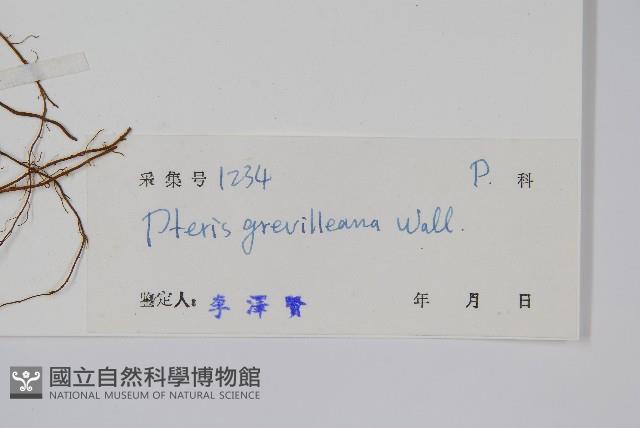 采集号 1234 P. 科
Pteris grevilleana Wall.
鉴定人: 李澤賢 年 月 日
國立自然科學博物館
NATIONAL MUSEUM OF NATURAL SCIENCE